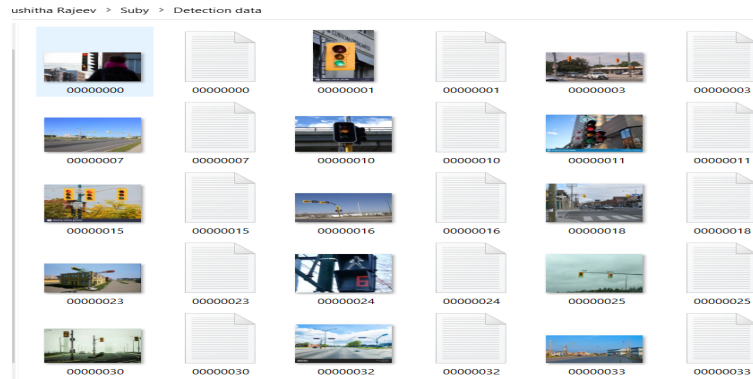 ushitha Rajeev > Suby > Detection data
00000000 00000000 00000001 00000001 00000003 00000003
00000007 00000007 00000010 00000010 00000011 00000011
00000015 00000015 00000016 00000016 00000018 00000018
00000023 00000023 00000024 00000024 00000025 00000025
00000030 00000030 00000032 00000032 00000033 00000033